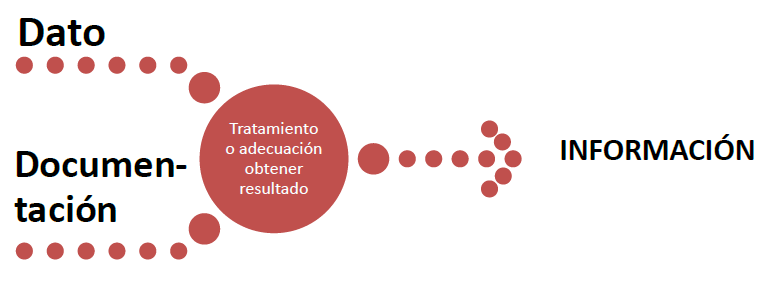 Dato
Documen-
tación
Tratamiento
o adecuación
obtener
resultado
INFORMACIÓN